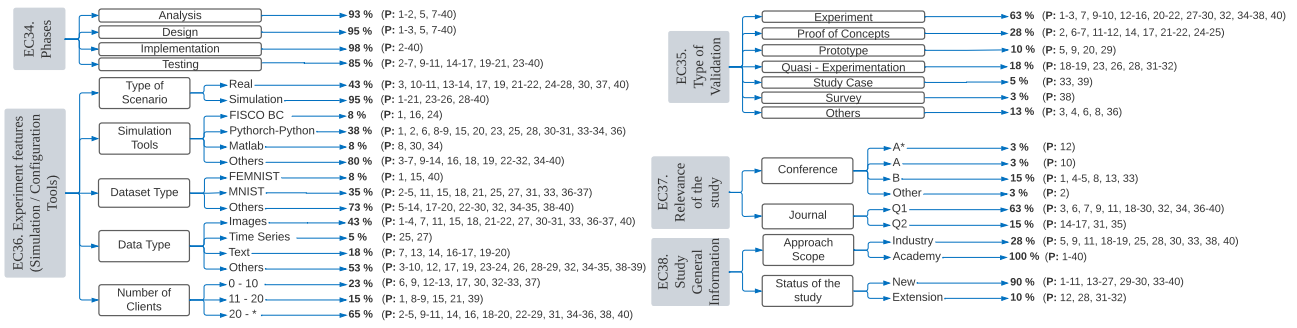 EC34.
Phases
Analysis 93 % (P: 1-2, 5, 7-40)
Design 95 % (P: 1-3, 5, 7-40)
Implementation 98 % (P: 2-40)
Testing 85 % (P: 2-7, 9-11, 14-17, 19-21, 23-40)
EC36. Experiment features
(Simulation / Configuration
Tools)
Type of
Scenario
Real 43 % (P: 3, 10-11, 13-14, 17, 19, 21-22, 24-28, 30, 37, 40)
Simulation 95 % (P: 1-21, 23-26, 28-40)
Simulation
Tools
FISCO BC 8 % (P: 1, 16, 24)
Pythorch-Python 38 % (P: 1, 2, 6, 8-9, 15, 20, 23, 25, 28, 30-31, 33-34, 36)
Matlab 8 % (P: 8, 30, 34)
Others 80 % (P: 3-7, 9-14, 16, 18, 19, 22-32, 34-40)
Dataset Type
FEMNIST 8 % (P: 1, 15, 40)
MNIST 35 % (P: 2-5, 11, 15, 18, 21, 25, 27, 31, 33, 36-37)
Others 73 % (P: 5-14, 17-20, 22-30, 32, 34-35, 38-40)
Data Type
Images 43 % (P: 1-4, 7, 11, 15, 18, 21-22, 27, 30-31, 33, 36-37, 40)
Time Series 5 % (P: 25, 27)
Text 18 % (P: 7, 13, 14, 16-17, 19-20)
Others 53 % (P: 3-10, 12, 17, 19, 23-24, 26, 28-29, 32, 34-35, 38-39)
Number of
Clients
0 - 10 23 % (P: 6, 9, 12-13, 17, 30, 32-33, 37)
11 - 20 15 % (P: 1, 8-9, 15, 21, 39)
20 - * 65 % (P: 2-5, 9-11, 14, 16, 18-20, 22-29, 31, 34-36, 38, 40)
EC35.
Type of
Validation
Experiment 63 % (P: 1-3, 7, 9-10, 12-16, 20-22, 27-30, 32, 34-38, 40)
Proof of Concepts 28 % (P: 2, 6-7, 11-12, 14, 17, 21-22, 24-25)
Prototype 10 % (P: 5, 9, 20, 29)
Quasi - Experimentation 18 % (P: 18-19, 23, 26, 28, 31-32)
Study Case 5 % (P: 33, 39)
Survey 3 % (P: 38)
Others 13 % (P: 3, 4, 6, 8, 36)
EC37.
Relevance
of the
study
Conference
A* 3 % (P: 12)
A 3 % (P: 10)
B 15 % (P: 1, 4-5, 8, 13, 33)
Other 3 % (P: 2)
Journal
Q1 63 % (P: 3, 6, 7, 9, 11, 18-30, 32, 34, 36-40)
Q2 15 % (P: 14-17, 31, 35)
EC38.
Study
General
Information
Approach
Scope
Industry 28 % (P: 5, 9, 11, 18-19, 25, 28, 30, 33, 38, 40)
Academy 100 % (P: 1-40)
Status of the
study
New 90 % (P: 1-11, 13-27, 29-30, 33-40)
Extension 10 % (P: 12, 28, 31-32)